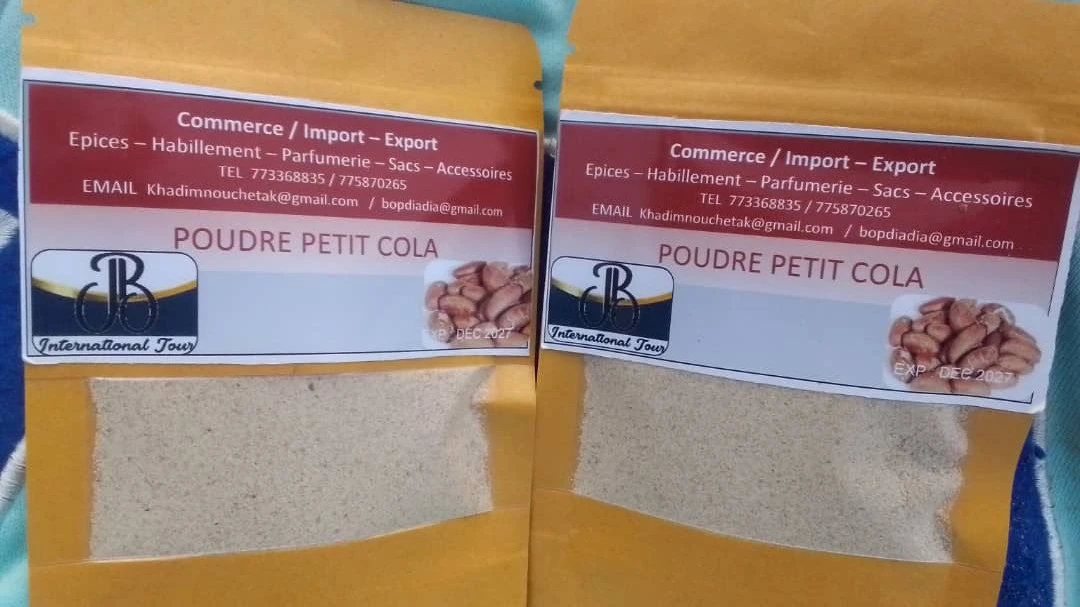 Commerce / Import – Export
Epices – Habillement – Parfumerie – Sacs – Accessoires
TEL 773368835 / 775870265
EMAIL Khadimnouchetak@gmail.com / bopdiadia@gmail.com
POUDRE PETIT COLA
JB
International Tour
EXP DEC 2027
Commerce / Import – Export
Epices – Habillement – Parfumerie – Sacs – Accessoires
TEL 773368835 / 775870265
EMAIL Khadimnouchetak@gmail.com / bopdiadia@gmail.com
POUDRE PETIT COLA
JB
International Tour
EXP DEC 2027